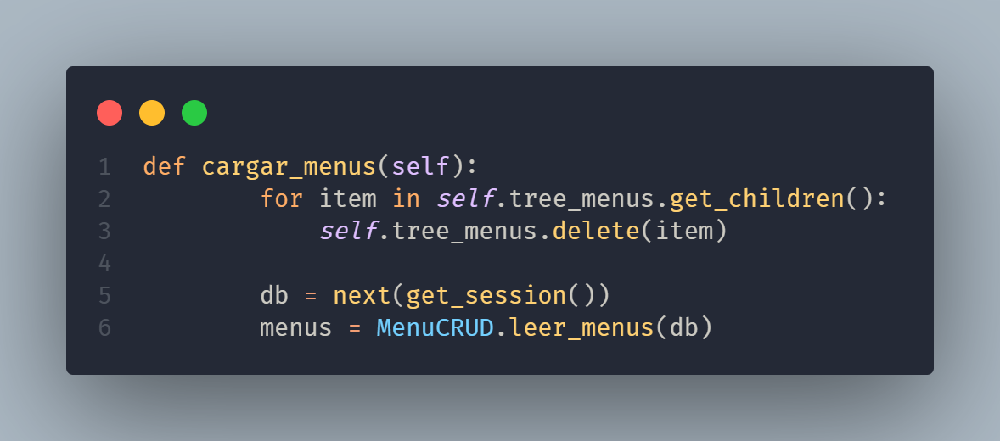 1 def cargar_menus(self):
2         for item in self.tree_menus.get_children():
3             self.tree_menus.delete(item)
4
5         db = next(get_session())
6         menus = MenuCRUD.leer_menus(db)